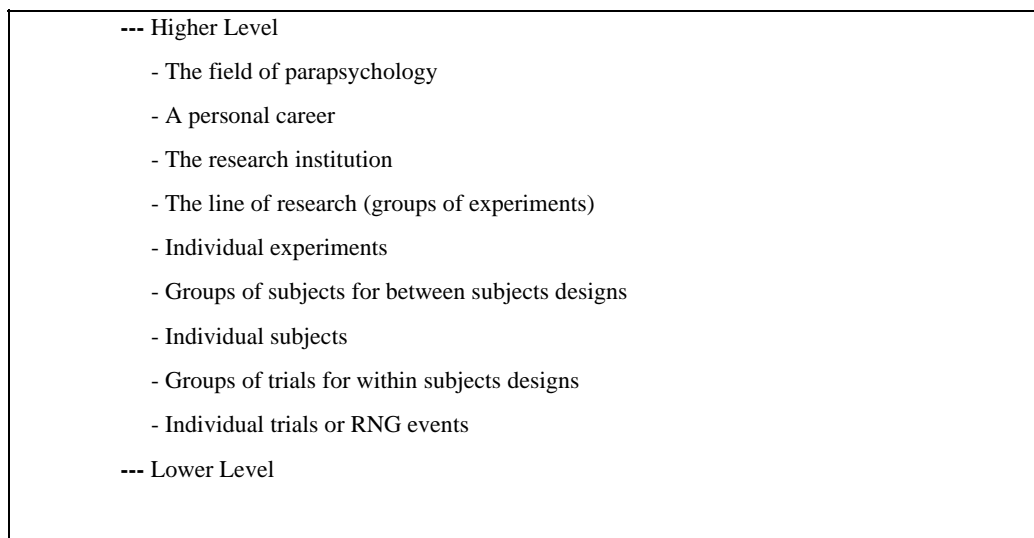 --- Higher Level
- The field of parapsychology
- A personal career
- The research institution
- The line of research (groups of experiments)
- Individual experiments
- Groups of subjects for between subjects designs
- Individual subjects
- Groups of trials for within subjects designs
- Individual trials or RNG events
--- Lower Level